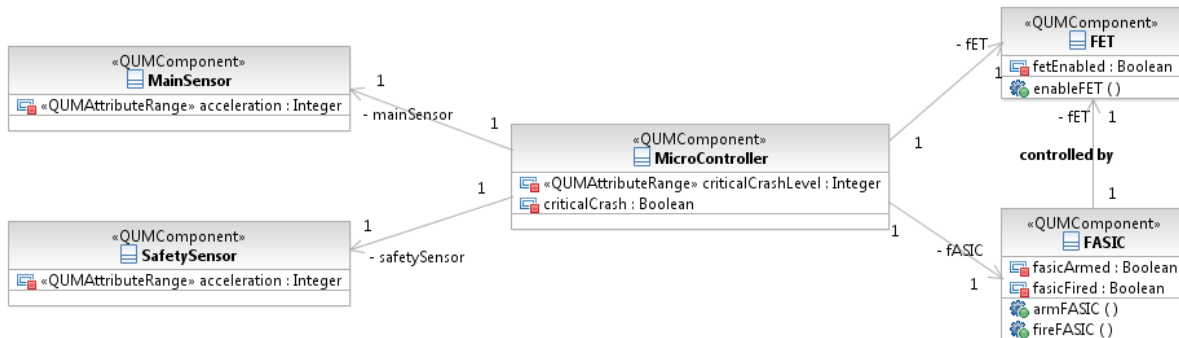 «QUMComponent»
MainSensor
«QUMAttributeRange» acceleration : Integer
1
- mainSensor
1
«QUMComponent»
SafetySensor
«QUMAttributeRange» acceleration : Integer
1
- safetySensor
1
«QUMComponent»
MicroController
«QUMAttributeRange» criticalCrashLevel : Integer
criticalCrash : Boolean
1
- fET
1
1
- fASIC
1
«QUMComponent»
FET
fetEnabled : Boolean
enableFET ( )
- fET
1
controlled by
1
«QUMComponent»
FASIC
fasicArmed : Boolean
fasicFired : Boolean
armFASIC ( )
fireFASIC ( )